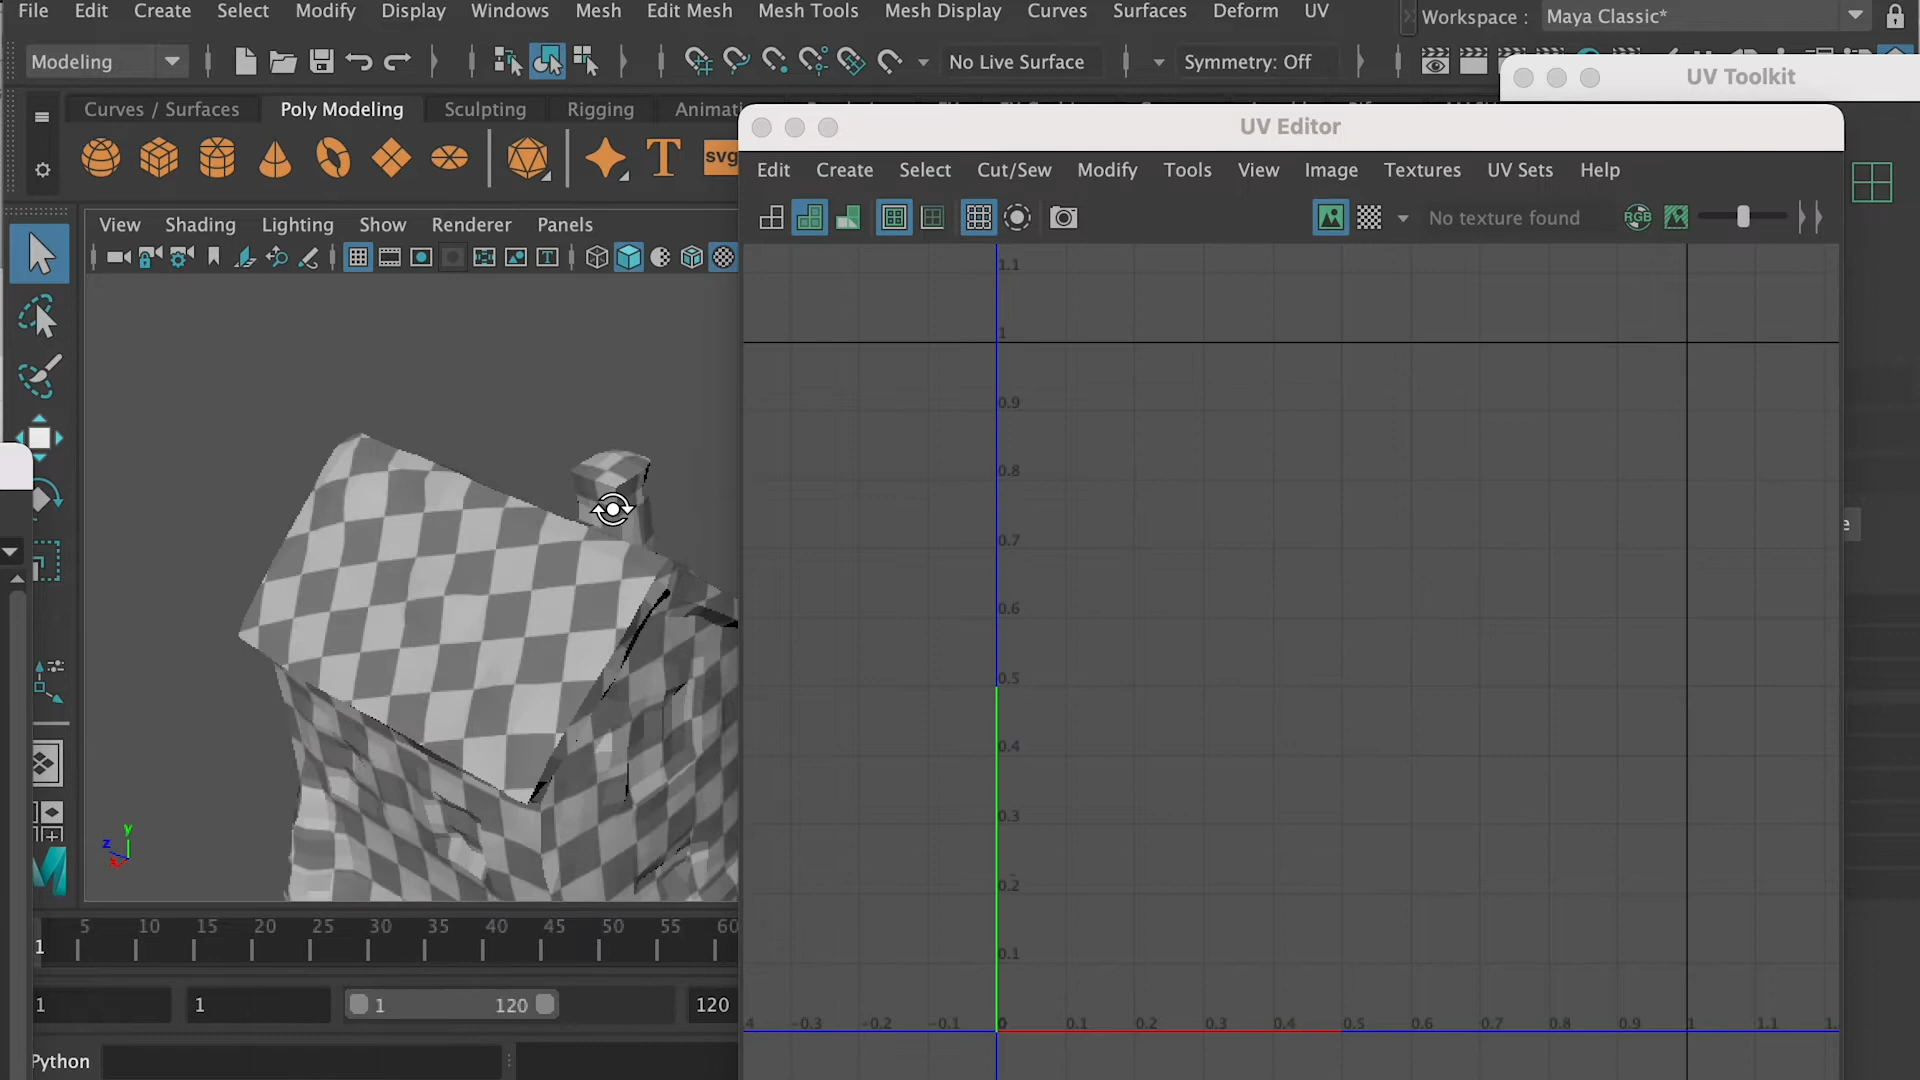 File Edit Create Select Modify Display Windows Mesh Edit Mesh Mesh Tools Mesh Display Curves Surfaces Deform UV Workspace : Maya Classic*
Modeling No Live Surface Symmetry: Off
UV Toolkit
Curves / Surfaces Poly Modeling Sculpting Rigging Animati
UV Editor
T svg
Edit Create Select Cut/Sew Modify Tools View Image Textures UV Sets Help
No texture found RGB
View Shading Lighting Show Renderer Panels
1.1
1
0.9
0.8
0.7
0.6
0.5
0.4
0.3
0.2
0.1
y
z
x
e
4 -0.3 -0.2 -0.1 0 0.1 0.2 0.3 0.4 0.5 0.6 0.7 0.8 0.9 1 1.1 1.
5 10 15 20 25 30 35 40 45 50 55 60
1
1 1 1 120 120
Python